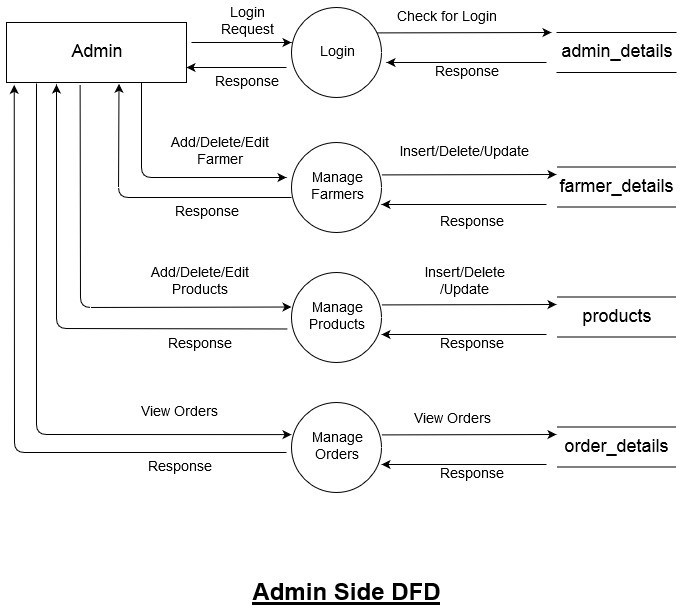 Login
Request
Check for Login
Admin
Login
admin_details
Response
Response
Add/Delete/Edit
Farmer
Insert/Delete/Update
Manage
Farmers
farmer_details
Response
Response
Add/Delete/Edit
Products
Insert/Delete
/Update
Manage
Products
products
Response
Response
View Orders
View Orders
Manage
Orders
order_details
Response
Response
Admin Side DFD